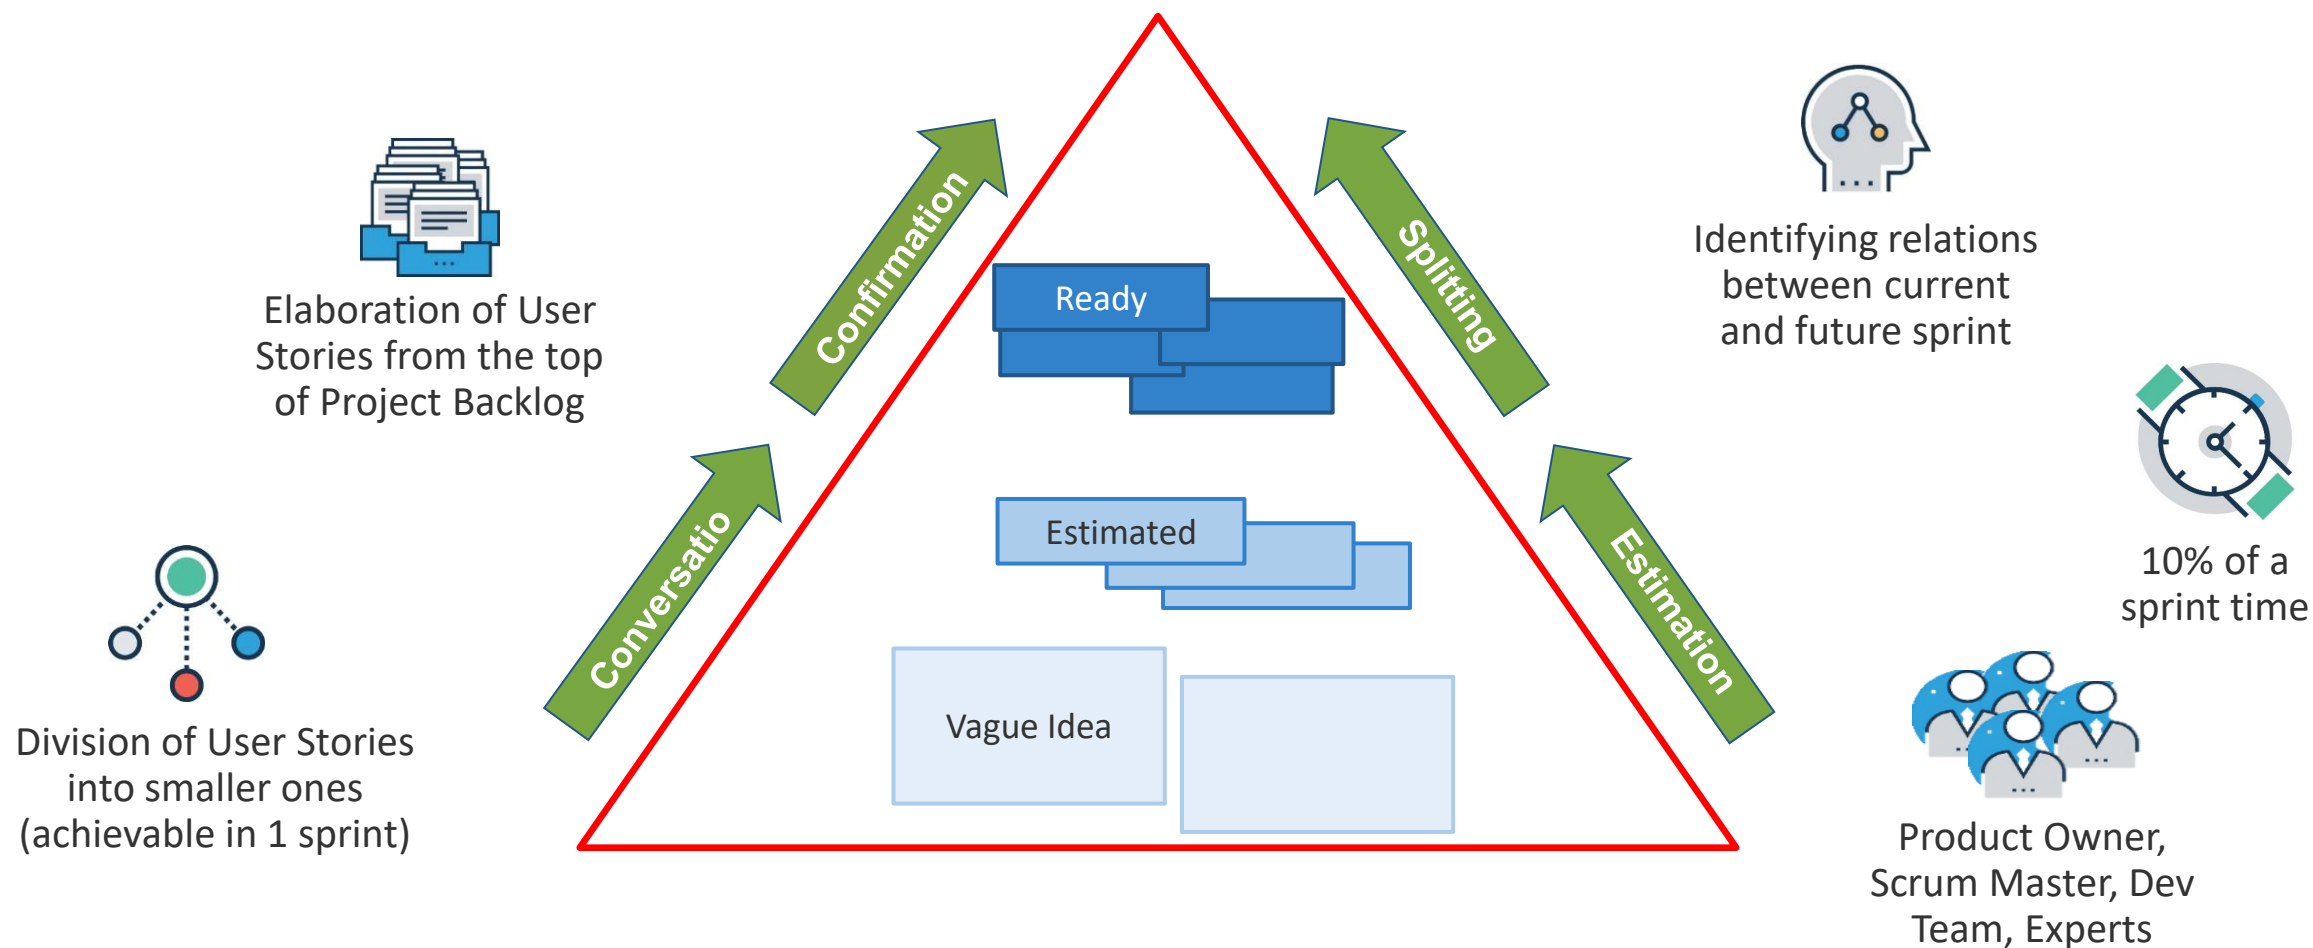 Elaboration of User
Stories from the top
of Project Backlog
Division of User Stories
into smaller ones
(achievable in 1 sprint)
Confirmation
Conversatio
Ready
Estimated
Vague Idea
Splitting
Estimation
Identifying relations
between current
and future sprint
10% of a
sprint time
Product Owner,
Scrum Master, Dev
Team, Experts